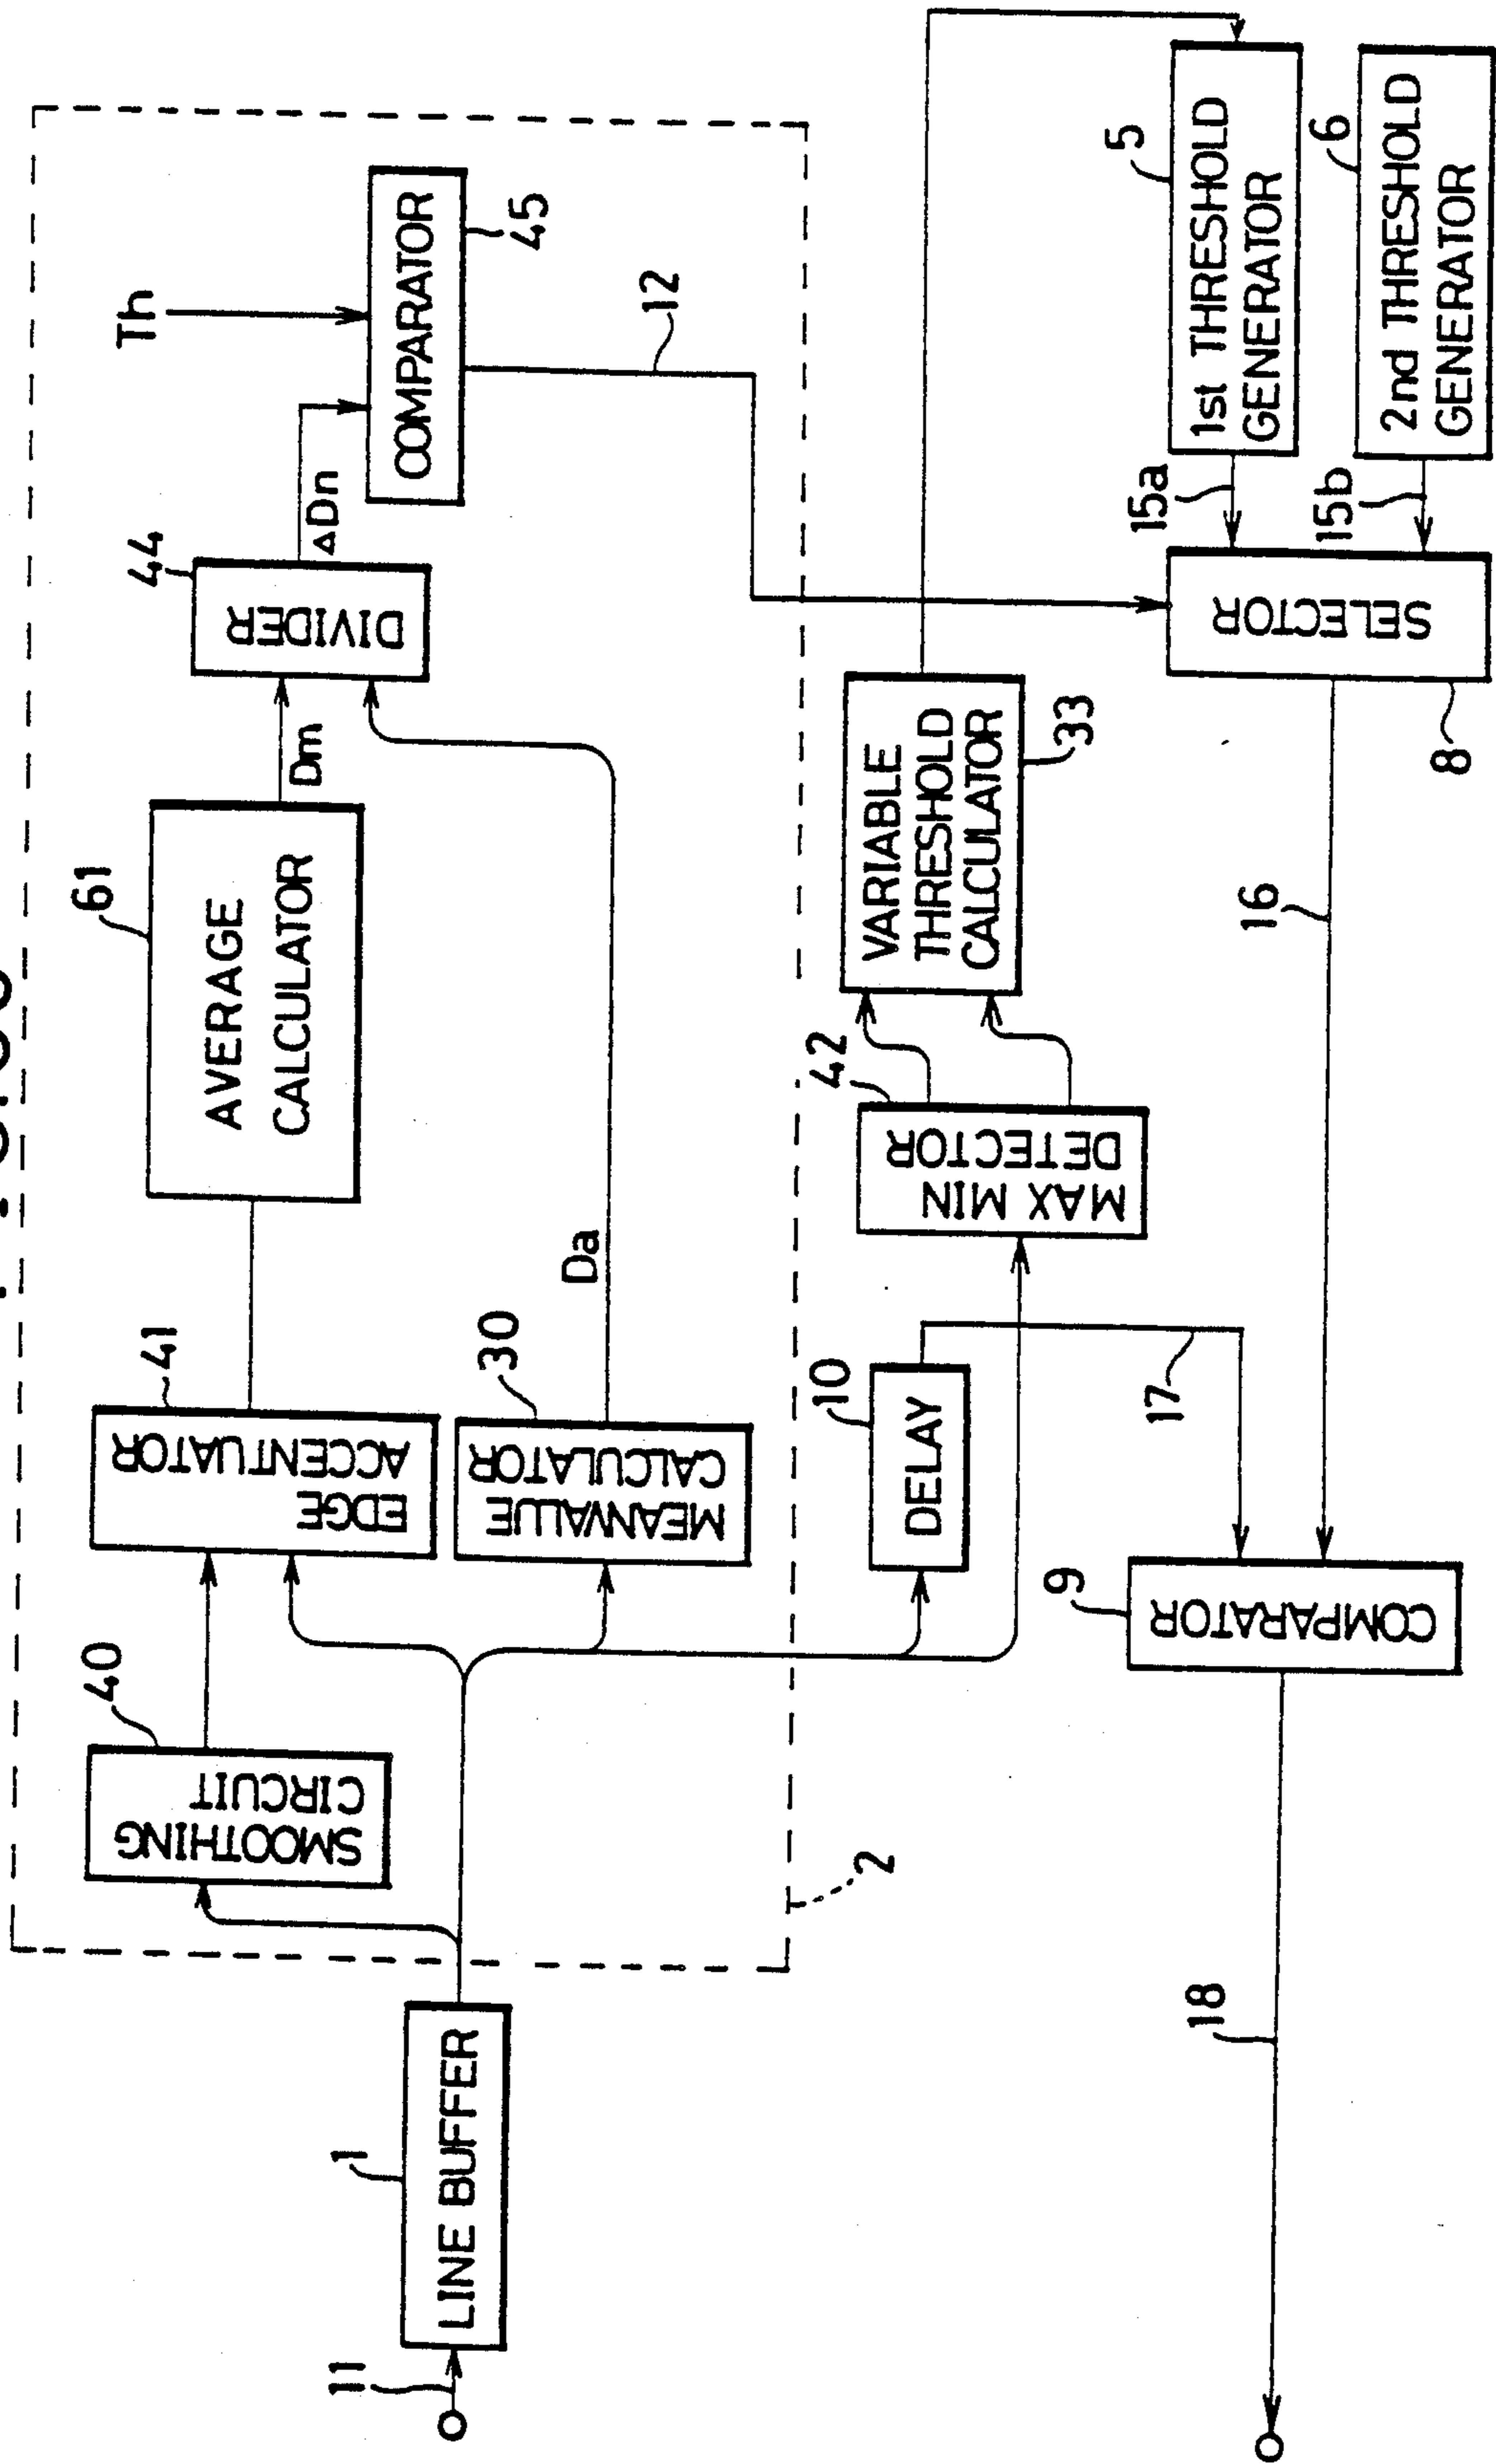 Th
COMPARATOR
45
44
DIVIDER
ΔDn
12
61
AVERAGE
CALCULATOR
Dm
41
EDGE
ACCENTUATOR
30
MEANVALUE
CALCULATOR
Da
40
SMOOTHING
CIRCUIT
2
1
LINE BUFFER
11
10
DELAY
17
42
MAX MIN
DETECTOR
VARIABLE
THRESHOLD
CALCULATOR
33
5
1st THRESHOLD
GENERATOR
6
2nd THRESHOLD
GENERATOR
15a
15b
SELECTOR
8
16
9
COMPARATOR
18